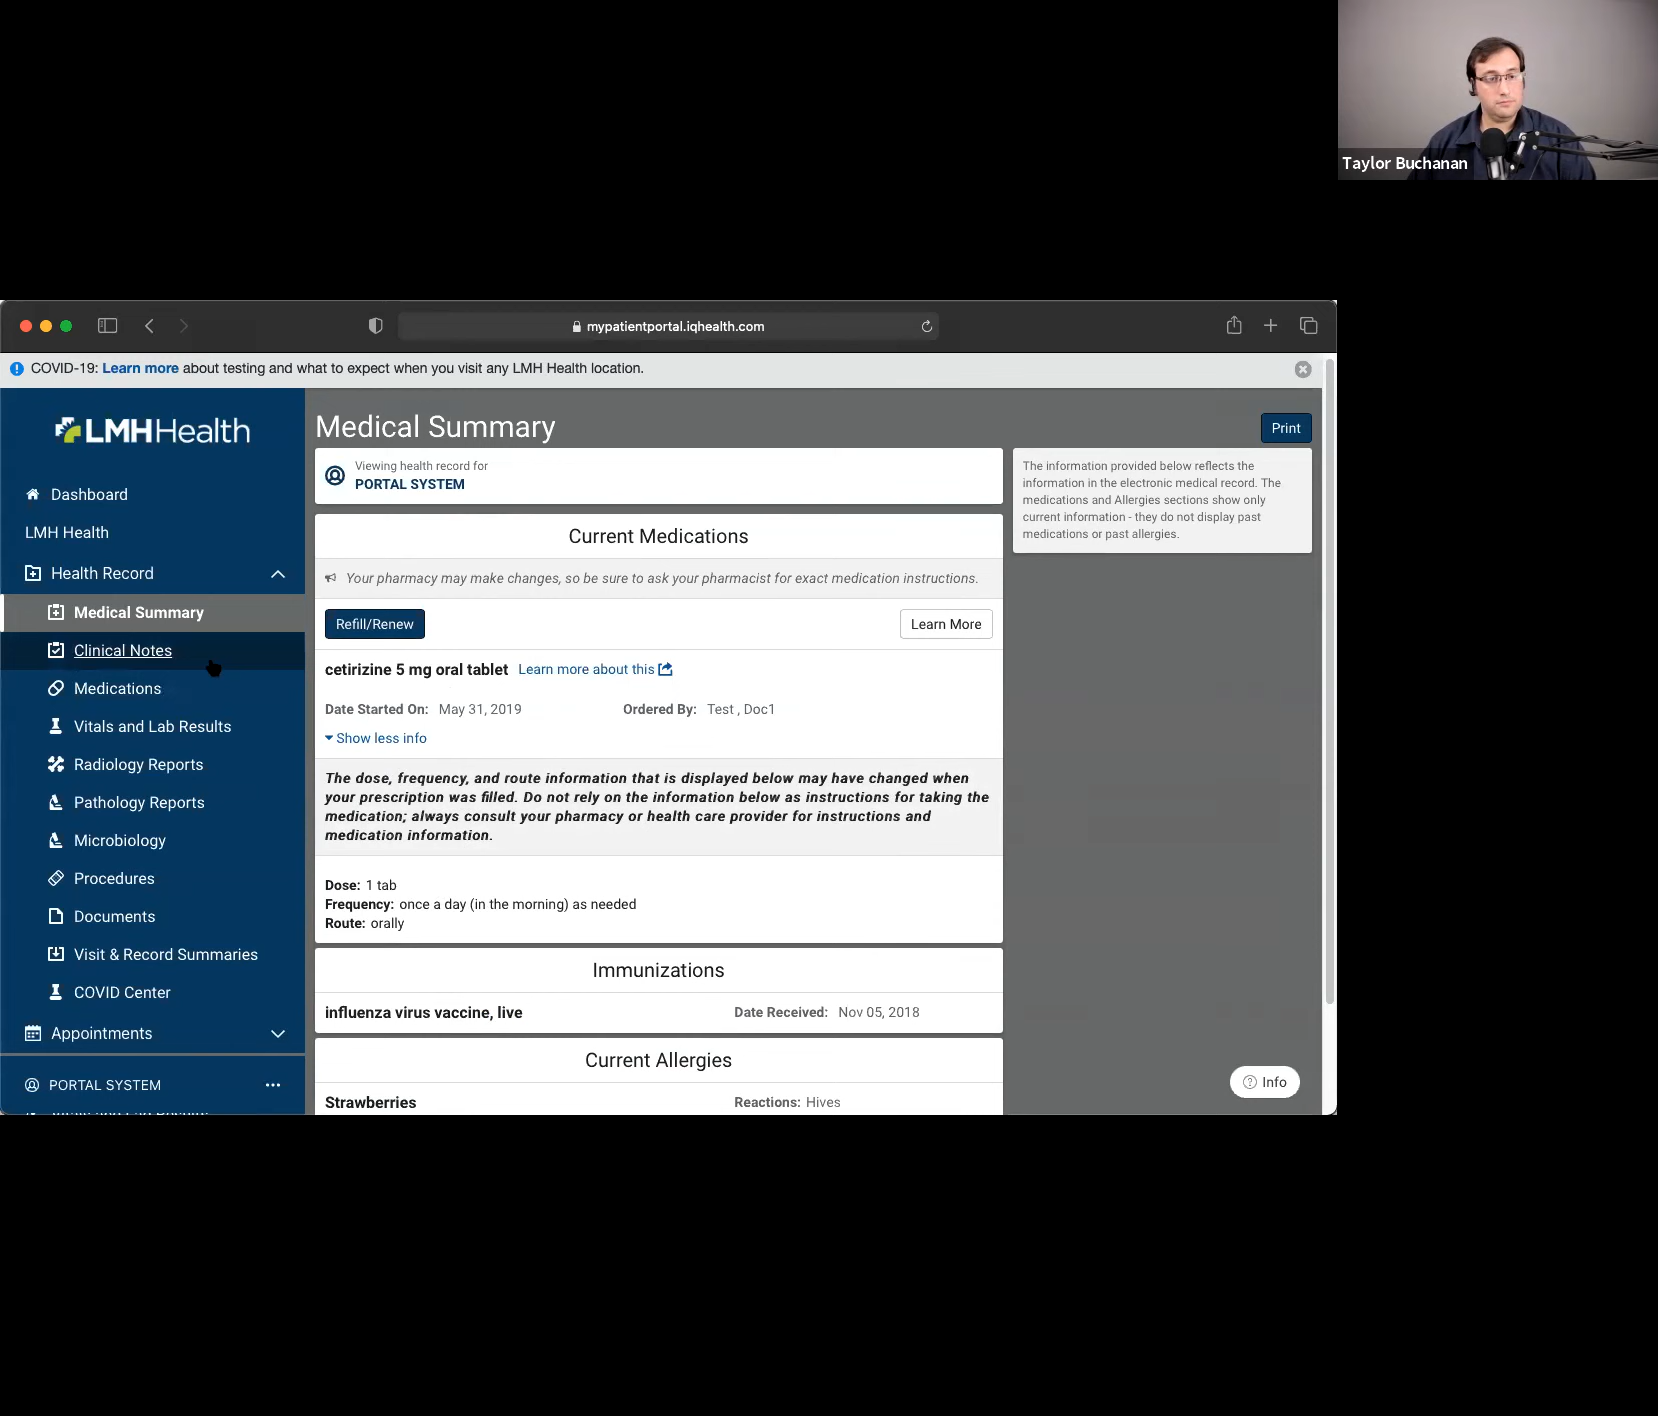 Taylor Buchanan
mypatientportal.iqhealth.com
COVID-19: Learn more about testing and what to expect when you visit any LMH Health location.
LMHHealth
Dashboard
LMH Health
Health Record
Medical Summary
Clinical Notes
Medications
Vitals and Lab Results
Radiology Reports
Pathology Reports
Microbiology
Procedures
Documents
Visit & Record Summaries
COVID Center
Appointments
PORTAL SYSTEM
Medical Summary
Print
Viewing health record for
PORTAL SYSTEM
The information provided below reflects the
information in the electronic medical record. The
medications and Allergies sections show only
current information - they do not display past
medications or past allergies.
Current Medications
Your pharmacy may make changes, so be sure to ask your pharmacist for exact medication instructions.
Refill/Renew
Learn More
cetirizine 5 mg oral tablet Learn more about this
Date Started On: May 31, 2019 Ordered By: Test , Doc1
Show less info
The dose, frequency, and route information that is displayed below may have changed when
your prescription was filled. Do not rely on the information below as instructions for taking the
medication; always consult your pharmacy or health care provider for instructions and
medication information.
Dose: 1 tab
Frequency: once a day (in the morning) as needed
Route: orally
Immunizations
influenza virus vaccine, live Date Received: Nov 05, 2018
Current Allergies
Strawberries Reactions: Hives
Info